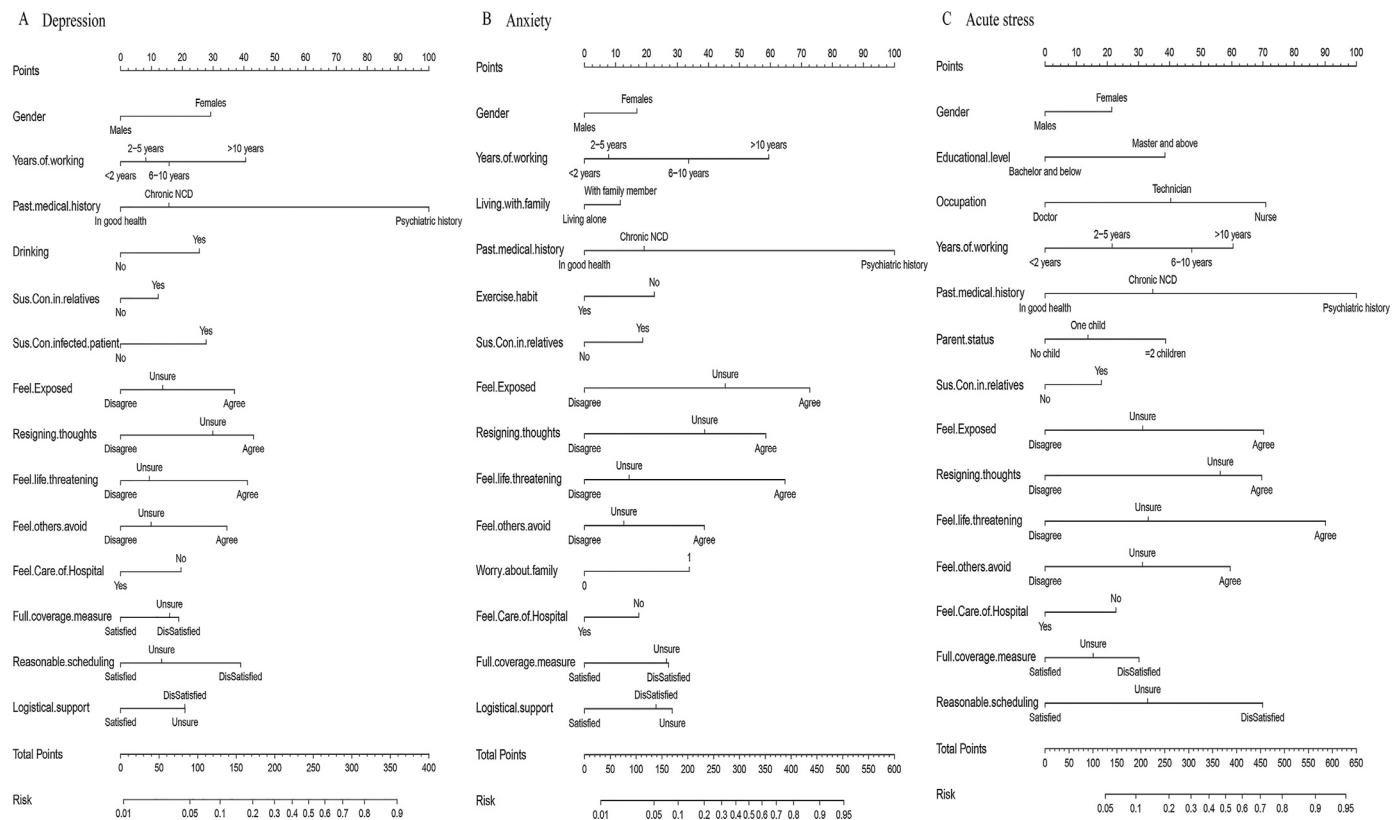 A Depression
0 10 20 30 40 50 60 70 80 90 100
Points
Females
Gender
Males
2−5 years >10 years
Years.of.working
<2 years 6−10 years
Chronic NCD
Past.medical.history
In good health Psychiatric history
Yes
Drinking
No
Yes
Sus.Con.in.relatives
No
Yes
Sus.Con.infected.patient
No
Unsure
Feel.Exposed
Disagree Agree
Unsure
Resigning.thoughts
Disagree Agree
Unsure
Feel.life.threatening
Disagree Agree
Unsure
Feel.others.avoid
Disagree Agree
No
Feel.Care.of.Hospital
Yes
Unsure
Full.coverage.measure
Satisfied DisSatisfied
Unsure
Reasonable.scheduling
Satisfied DisSatisfied
DisSatisfied
Logistical.support
Satisfied Unsure
Total Points
0 50 100 150 200 250 300 350 400
Risk
0.01 0.05 0.1 0.2 0.3 0.4 0.5 0.6 0.7 0.8 0.9
B Anxiety
0 10 20 30 40 50 60 70 80 90 100
Points
Females
Gender
Males
2−5 years >10 years
Years.of.working
<2 years 6−10 years
With family member
Living.with.family
Living alone
Chronic NCD
Past.medical.history
In good health Psychiatric history
No
Exercise.habit
Yes
Yes
Sus.Con.in.relatives
No
Unsure
Feel.Exposed
Disagree Agree
Unsure
Resigning.thoughts
Disagree Agree
Unsure
Feel.life.threatening
Disagree Agree
Unsure
Feel.others.avoid
Disagree Agree
1
Worry.about.family
0
No
Feel.Care.of.Hospital
Yes
Unsure
Full.coverage.measure
Satisfied DisSatisfied
DisSatisfied
Logistical.support
Satisfied Unsure
Total Points
0 50 100 150 200 250 300 350 400 450 500 550 600
Risk
0.01 0.05 0.1 0.2 0.3 0.4 0.5 0.6 0.7 0.8 0.9 0.95
C Acute stress
0 10 20 30 40 50 60 70 80 90 100
Points
Females
Gender
Males
Master and above
Educational.level
Bachelor and below
Technician
Occupation
Doctor Nurse
2−5 years >10 years
Years.of.working
<2 years 6−10 years
Chronic NCD
Past.medical.history
In good health Psychiatric history
One child
Parent.status
No child =2 children
Yes
Sus.Con.in.relatives
No
Unsure
Feel.Exposed
Disagree Agree
Unsure
Resigning.thoughts
Disagree Agree
Unsure
Feel.life.threatening
Disagree Agree
Unsure
Feel.others.avoid
Disagree Agree
No
Feel.Care.of.Hospital
Yes
Unsure
Full.coverage.measure
Satisfied DisSatisfied
Unsure
Reasonable.scheduling
Satisfied DisSatisfied
Total Points
0 50 100 150 200 250 300 350 400 450 500 550 600 650
Risk
0.05 0.1 0.2 0.3 0.4 0.5 0.6 0.7 0.8 0.9 0.95